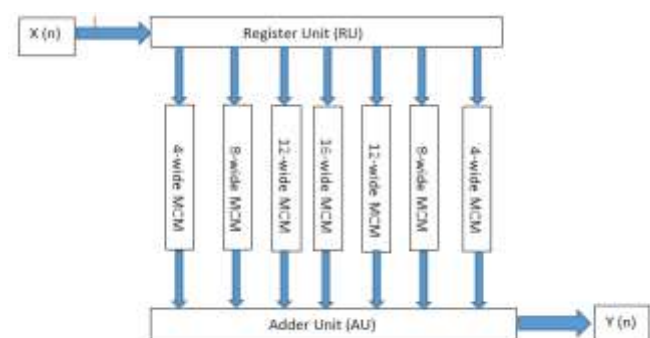 X (n)
Register Unit (RU)
4-wide MCM
8-wide MCM
12-wide MCM
16-wide MCM
12-wide MCM
8-wide MCM
4-wide MCM
Adder Unit (AU)
Y (n)